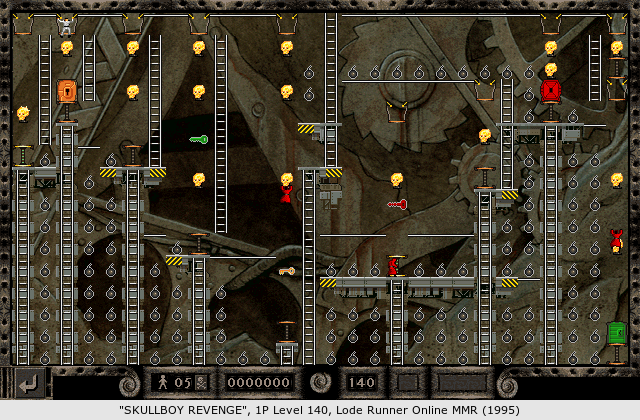 05 0000000 140
"SKULLBOY REVENGE", 1P Level 140, Lode Runner Online MMR (1995)